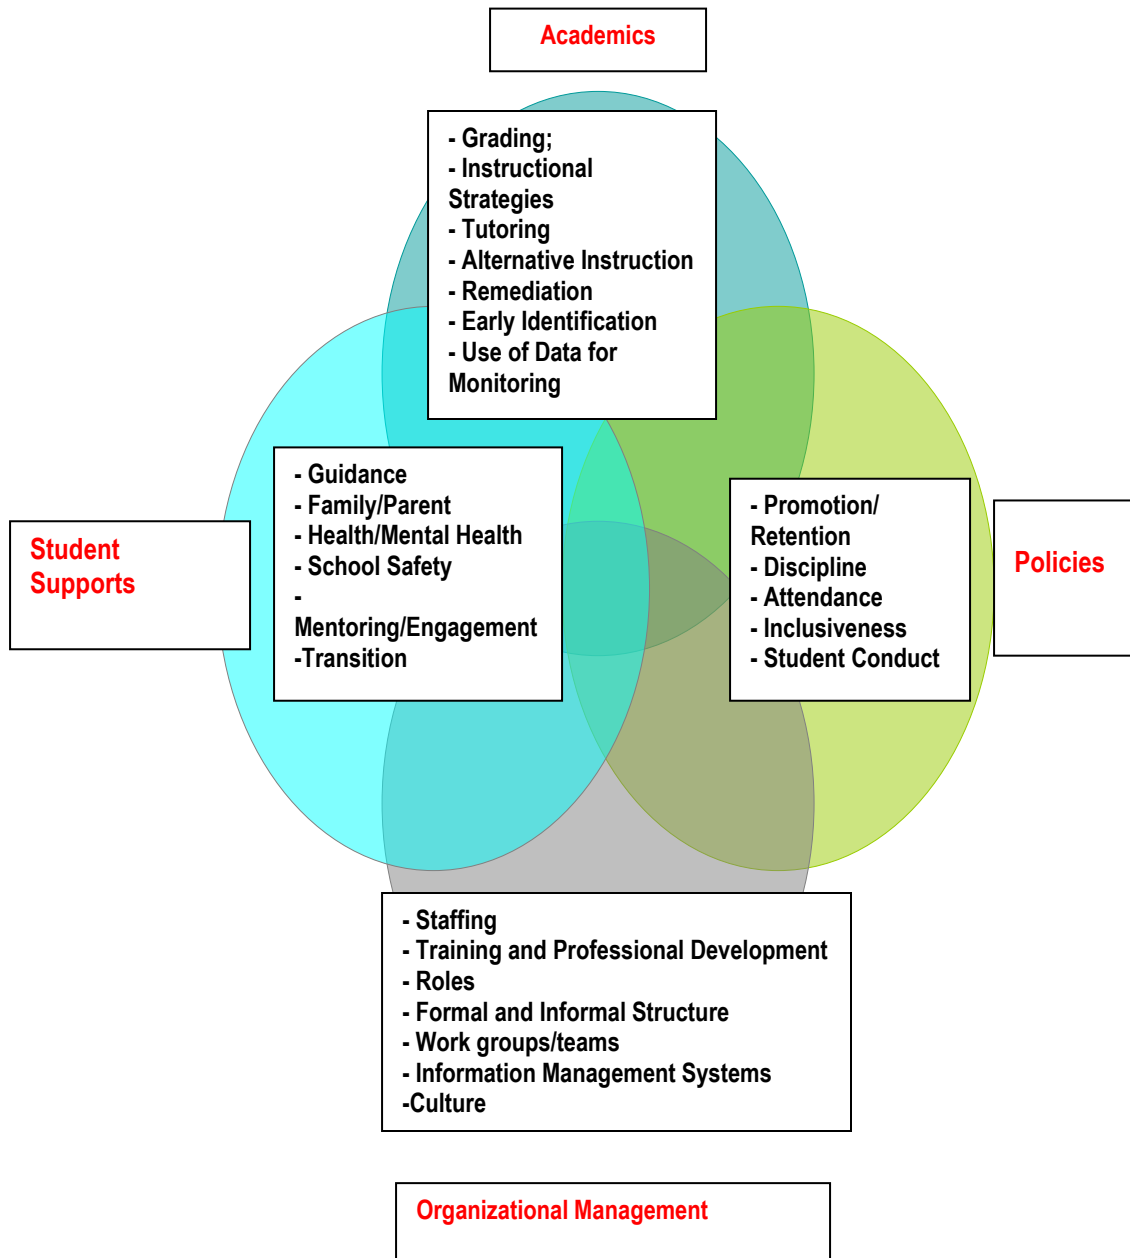 Academics
- Grading;
- Instructional
Strategies
- Tutoring
- Alternative Instruction
- Remediation
- Early Identification
- Use of Data for
Monitoring
Student
Supports
- Guidance
- Family/Parent
- Health/Mental Health
- School Safety
-
Mentoring/Engagement
-Transition
- Promotion/
Retention
- Discipline
- Attendance
- Inclusiveness
- Student Conduct
Policies
- Staffing
- Training and Professional Development
- Roles
- Formal and Informal Structure
- Work groups/teams
- Information Management Systems
-Culture
Organizational Management